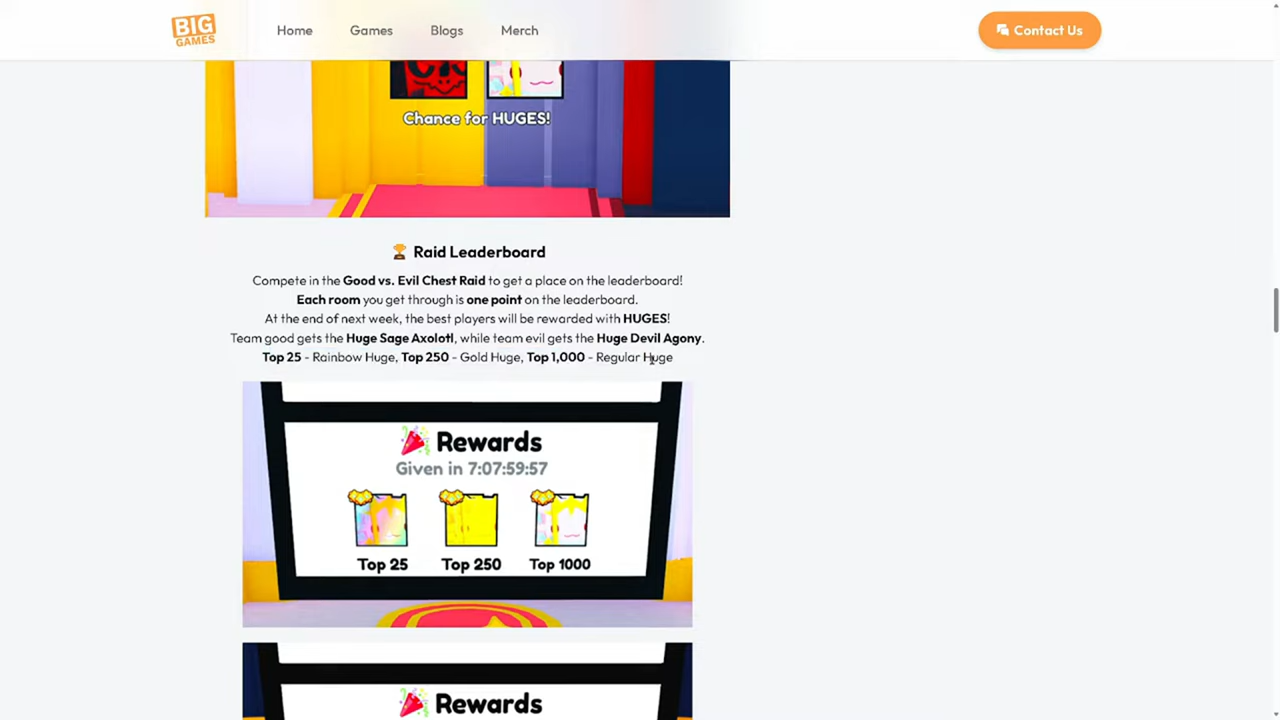 BIG
GAMES
Home
Games
Blogs
Merch
Contact Us
Chance for HUGES!
🏆 Raid Leaderboard
Compete in the Good vs. Evil Chest Raid to get a place on the leaderboard!
Each room you get through is one point on the leaderboard.
At the end of next week, the best players will be rewarded with HUGES!
Team good gets the Huge Sage Axolotl, while team evil gets the Huge Devil Agony.
Top 25 - Rainbow Huge, Top 250 - Gold Huge, Top 1,000 - Regular Huge
🎉 Rewards
Given in 7:07:59:57
Top 25
Top 250
Top 1000
🎉 Rewards